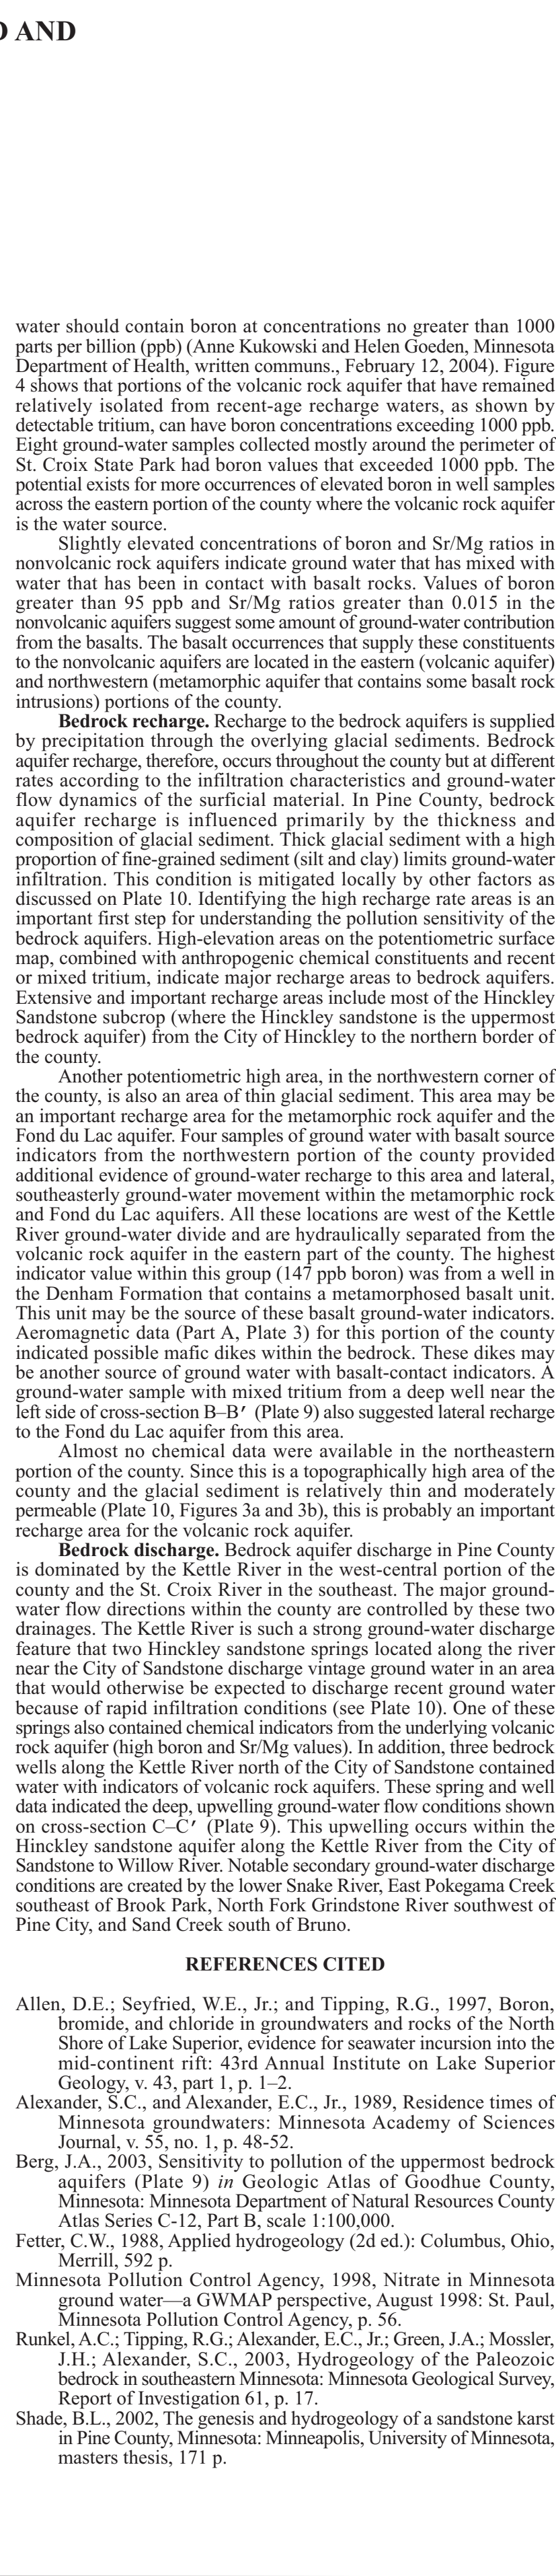 D AND
water should contain boron at concentrations no greater than 1000
parts per billion (ppb) (Anne Kukowski and Helen Goeden, Minnesota
Department of Health, written communs., February 12, 2004). Figure
4 shows that portions of the volcanic rock aquifer that have remained
relatively isolated from recent-age recharge waters, as shown by
detectable tritium, can have boron concentrations exceeding 1000 ppb.
Eight ground-water samples collected mostly around the perimeter of
St. Croix State Park had boron values that exceeded 1000 ppb. The
potential exists for more occurrences of elevated boron in well samples
across the eastern portion of the county where the volcanic rock aquifer
is the water source.
Slightly elevated concentrations of boron and Sr/Mg ratios in
nonvolcanic rock aquifers indicate ground water that has mixed with
water that has been in contact with basalt rocks. Values of boron
greater than 95 ppb and Sr/Mg ratios greater than 0.015 in the
nonvolcanic aquifers suggest some amount of ground-water contribution
from the basalts. The basalt occurrences that supply these constituents
to the nonvolcanic aquifers are located in the eastern (volcanic aquifer)
and northwestern (metamorphic aquifer that contains some basalt rock
intrusions) portions of the county.
Bedrock recharge. Recharge to the bedrock aquifers is supplied
by precipitation through the overlying glacial sediments. Bedrock
aquifer recharge, therefore, occurs throughout the county but at different
rates according to the infiltration characteristics and ground-water
flow dynamics of the surficial material. In Pine County, bedrock
aquifer recharge is influenced primarily by the thickness and
composition of glacial sediment. Thick glacial sediment with a high
proportion of fine-grained sediment (silt and clay) limits ground-water
infiltration. This condition is mitigated locally by other factors as
discussed on Plate 10. Identifying the high recharge rate areas is an
important first step for understanding the pollution sensitivity of the
bedrock aquifers. High-elevation areas on the potentiometric surface
map, combined with anthropogenic chemical constituents and recent
or mixed tritium, indicate major recharge areas to bedrock aquifers.
Extensive and important recharge areas include most of the Hinckley
Sandstone subcrop (where the Hinckley sandstone is the uppermost
bedrock aquifer) from the City of Hinckley to the northern border of
the county.
Another potentiometric high area, in the northwestern corner of
the county, is also an area of thin glacial sediment. This area may be
an important recharge area for the metamorphic rock aquifer and the
Fond du Lac aquifer. Four samples of ground water with basalt source
indicators from the northwestern portion of the county provided
additional evidence of ground-water recharge to this area and lateral,
southeasterly ground-water movement within the metamorphic rock
and Fond du Lac aquifers. All these locations are west of the Kettle
River ground-water divide and are hydraulically separated from the
volcanic rock aquifer in the eastern part of the county. The highest
indicator value within this group (147 ppb boron) was from a well in
the Denham Formation that contains a metamorphosed basalt unit.
This unit may be the source of these basalt ground-water indicators.
Aeromagnetic data (Part A, Plate 3) for this portion of the county
indicated possible mafic dikes within the bedrock. These dikes may
be another source of ground water with basalt-contact indicators. A
ground-water sample with mixed tritium from a deep well near the
left side of cross-section B–B′ (Plate 9) also suggested lateral recharge
to the Fond du Lac aquifer from this area.
Almost no chemical data were available in the northeastern
portion of the county. Since this is a topographically high area of the
county and the glacial sediment is relatively thin and moderately
permeable (Plate 10, Figures 3a and 3b), this is probably an important
recharge area for the volcanic rock aquifer.
Bedrock discharge. Bedrock aquifer discharge in Pine County
is dominated by the Kettle River in the west-central portion of the
county and the St. Croix River in the southeast. The major ground-
water flow directions within the county are controlled by these two
drainages. The Kettle River is such a strong ground-water discharge
feature that two Hinckley sandstone springs located along the river
near the City of Sandstone discharge vintage ground water in an area
that would otherwise be expected to discharge recent ground water
because of rapid infiltration conditions (see Plate 10). One of these
springs also contained chemical indicators from the underlying volcanic
rock aquifer (high boron and Sr/Mg values). In addition, three bedrock
wells along the Kettle River north of the City of Sandstone contained
water with indicators of volcanic rock aquifers. These spring and well
data indicated the deep, upwelling ground-water flow conditions shown
on cross-section C–C′ (Plate 9). This upwelling occurs within the
Hinckley sandstone aquifer along the Kettle River from the City of
Sandstone to Willow River. Notable secondary ground-water discharge
conditions are created by the lower Snake River, East Pokegama Creek
southeast of Brook Park, North Fork Grindstone River southwest of
Pine City, and Sand Creek south of Bruno.
REFERENCES CITED
Allen, D.E.; Seyfried, W.E., Jr.; and Tipping, R.G., 1997, Boron,
bromide, and chloride in groundwaters and rocks of the North
Shore of Lake Superior, evidence for seawater incursion into the
mid-continent rift: 43rd Annual Institute on Lake Superior
Geology, v. 43, part 1, p. 1–2.
Alexander, S.C., and Alexander, E.C., Jr., 1989, Residence times of
Minnesota groundwaters: Minnesota Academy of Sciences
Journal, v. 55, no. 1, p. 48-52.
Berg, J.A., 2003, Sensitivity to pollution of the uppermost bedrock
aquifers (Plate 9) in Geologic Atlas of Goodhue County,
Minnesota: Minnesota Department of Natural Resources County
Atlas Series C-12, Part B, scale 1:100,000.
Fetter, C.W., 1988, Applied hydrogeology (2d ed.): Columbus, Ohio,
Merrill, 592 p.
Minnesota Pollution Control Agency, 1998, Nitrate in Minnesota
ground water—a GWMAP perspective, August 1998: St. Paul,
Minnesota Pollution Control Agency, p. 56.
Runkel, A.C.; Tipping, R.G.; Alexander, E.C., Jr.; Green, J.A.; Mossler,
J.H.; Alexander, S.C., 2003, Hydrogeology of the Paleozoic
bedrock in southeastern Minnesota: Minnesota Geological Survey,
Report of Investigation 61, p. 17.
Shade, B.L., 2002, The genesis and hydrogeology of a sandstone karst
in Pine County, Minnesota: Minneapolis, University of Minnesota,
masters thesis, 171 p.